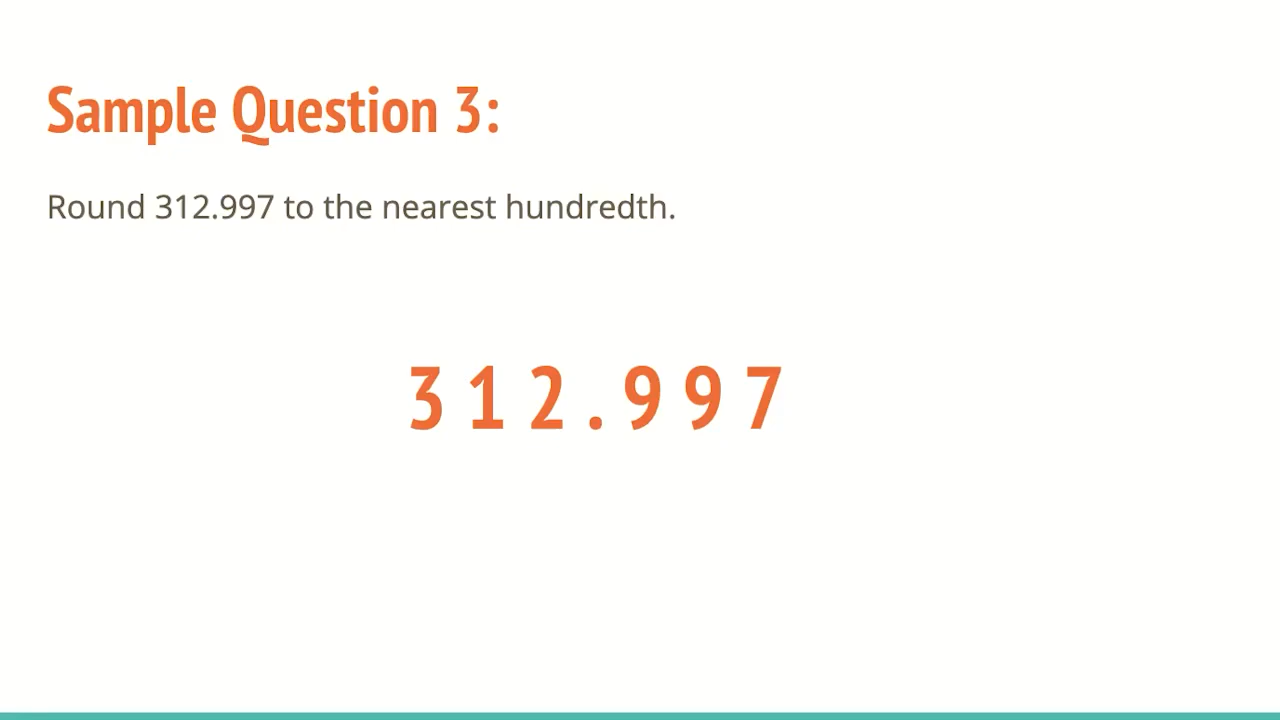 Sample Question 3:
Round 312.997 to the nearest hundredth.
3 1 2 . 9 9 7